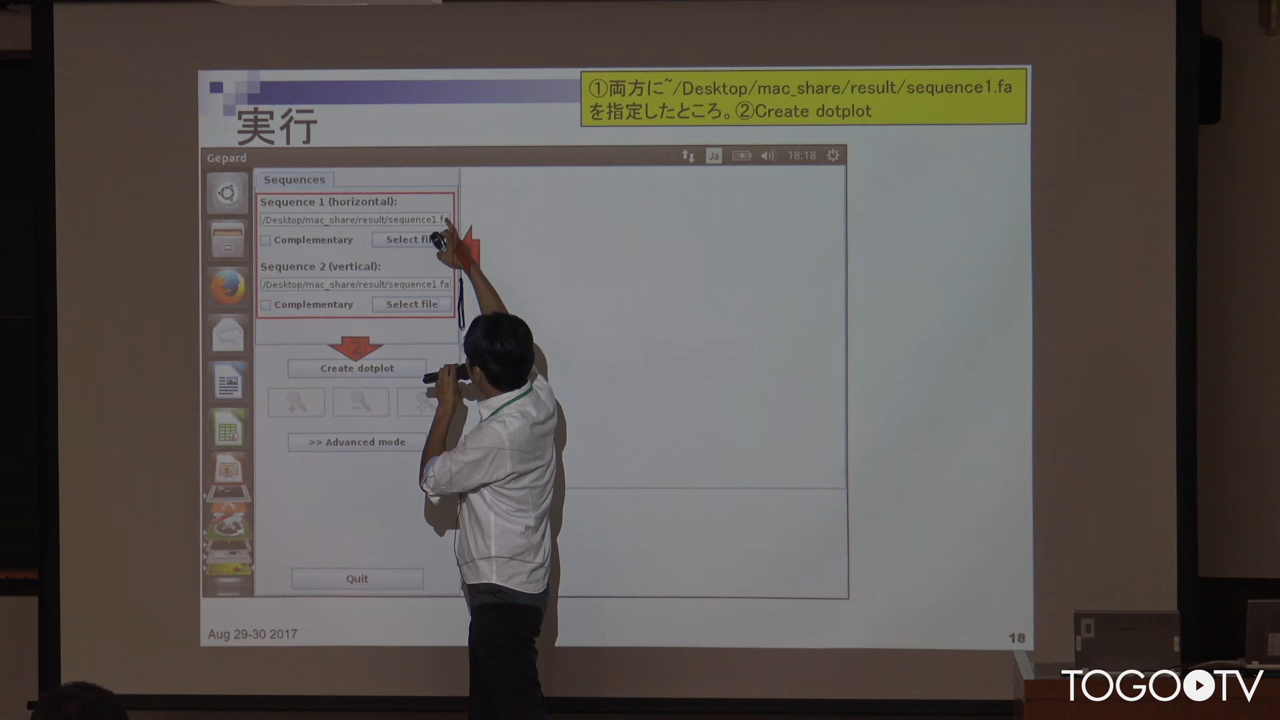 ①両方に~/Desktop/mac_share/result/sequence1.fa
を指定したところ。②Create dotplot
実行
Gepard
Ja
18:18
Sequences
Sequence 1 (horizontal):
/Desktop/mac_share/result/sequence1.fa
Complementary
Select file
Sequence 2 (vertical):
/Desktop/mac_share/result/sequence1.fa
Complementary
Select file
2
Create dotplot
>> Advanced mode
Quit
Aug 29-30 2017
18
TOGO TV